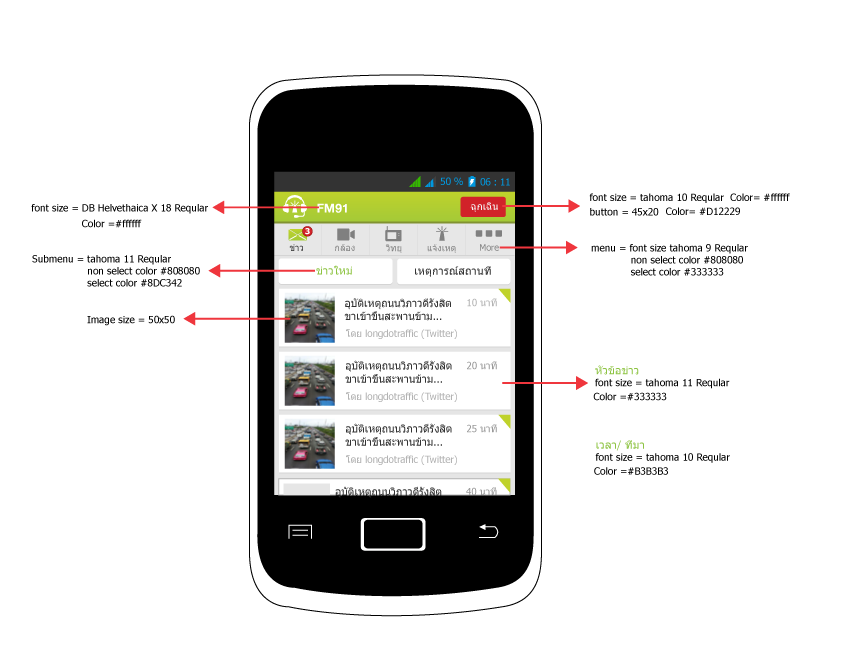 50 % 06 : 11
font size = DB Helvethaica X 18 Reqular
Color =#ffffff
FM91
ฉุกเฉิน
font size = tahoma 10 Reqular Color= #ffffff
button = 45x20 Color= #D12229
3
ข่าว
กล้อง
วิทยุ
แจ้งเหตุ
More
menu = font size tahoma 9 Reqular
non select color #808080
select color #333333
Submenu = tahoma 11 Reqular
non select color #808080
select color #8DC342
ข่าวใหม่
เหตุการณ์สถานที
Image size = 50x50
อุบัติเหตุถนนวิภาวดีรังสิต 10 นาที
ขาเข้าขึ้นสะพานข้าม...
โดย longdotraffic (Twitter)
อุบัติเหตุถนนวิภาวดีรังสิต 20 นาที
ขาเข้าขึ้นสะพานข้าม...
โดย longdotraffic (Twitter)
หัวข้อข่าว
font size = tahoma 11 Reqular
Color =#333333
อุบัติเหตุถนนวิภาวดีรังสิต 25 นาที
ขาเข้าขึ้นสะพานข้าม...
โดย longdotraffic (Twitter)
เวลา/ ทีมา
font size = tahoma 10 Reqular
Color =#B3B3B3
อุบัติเหตุถนนวิภาวดีรังสิต 40 นาที